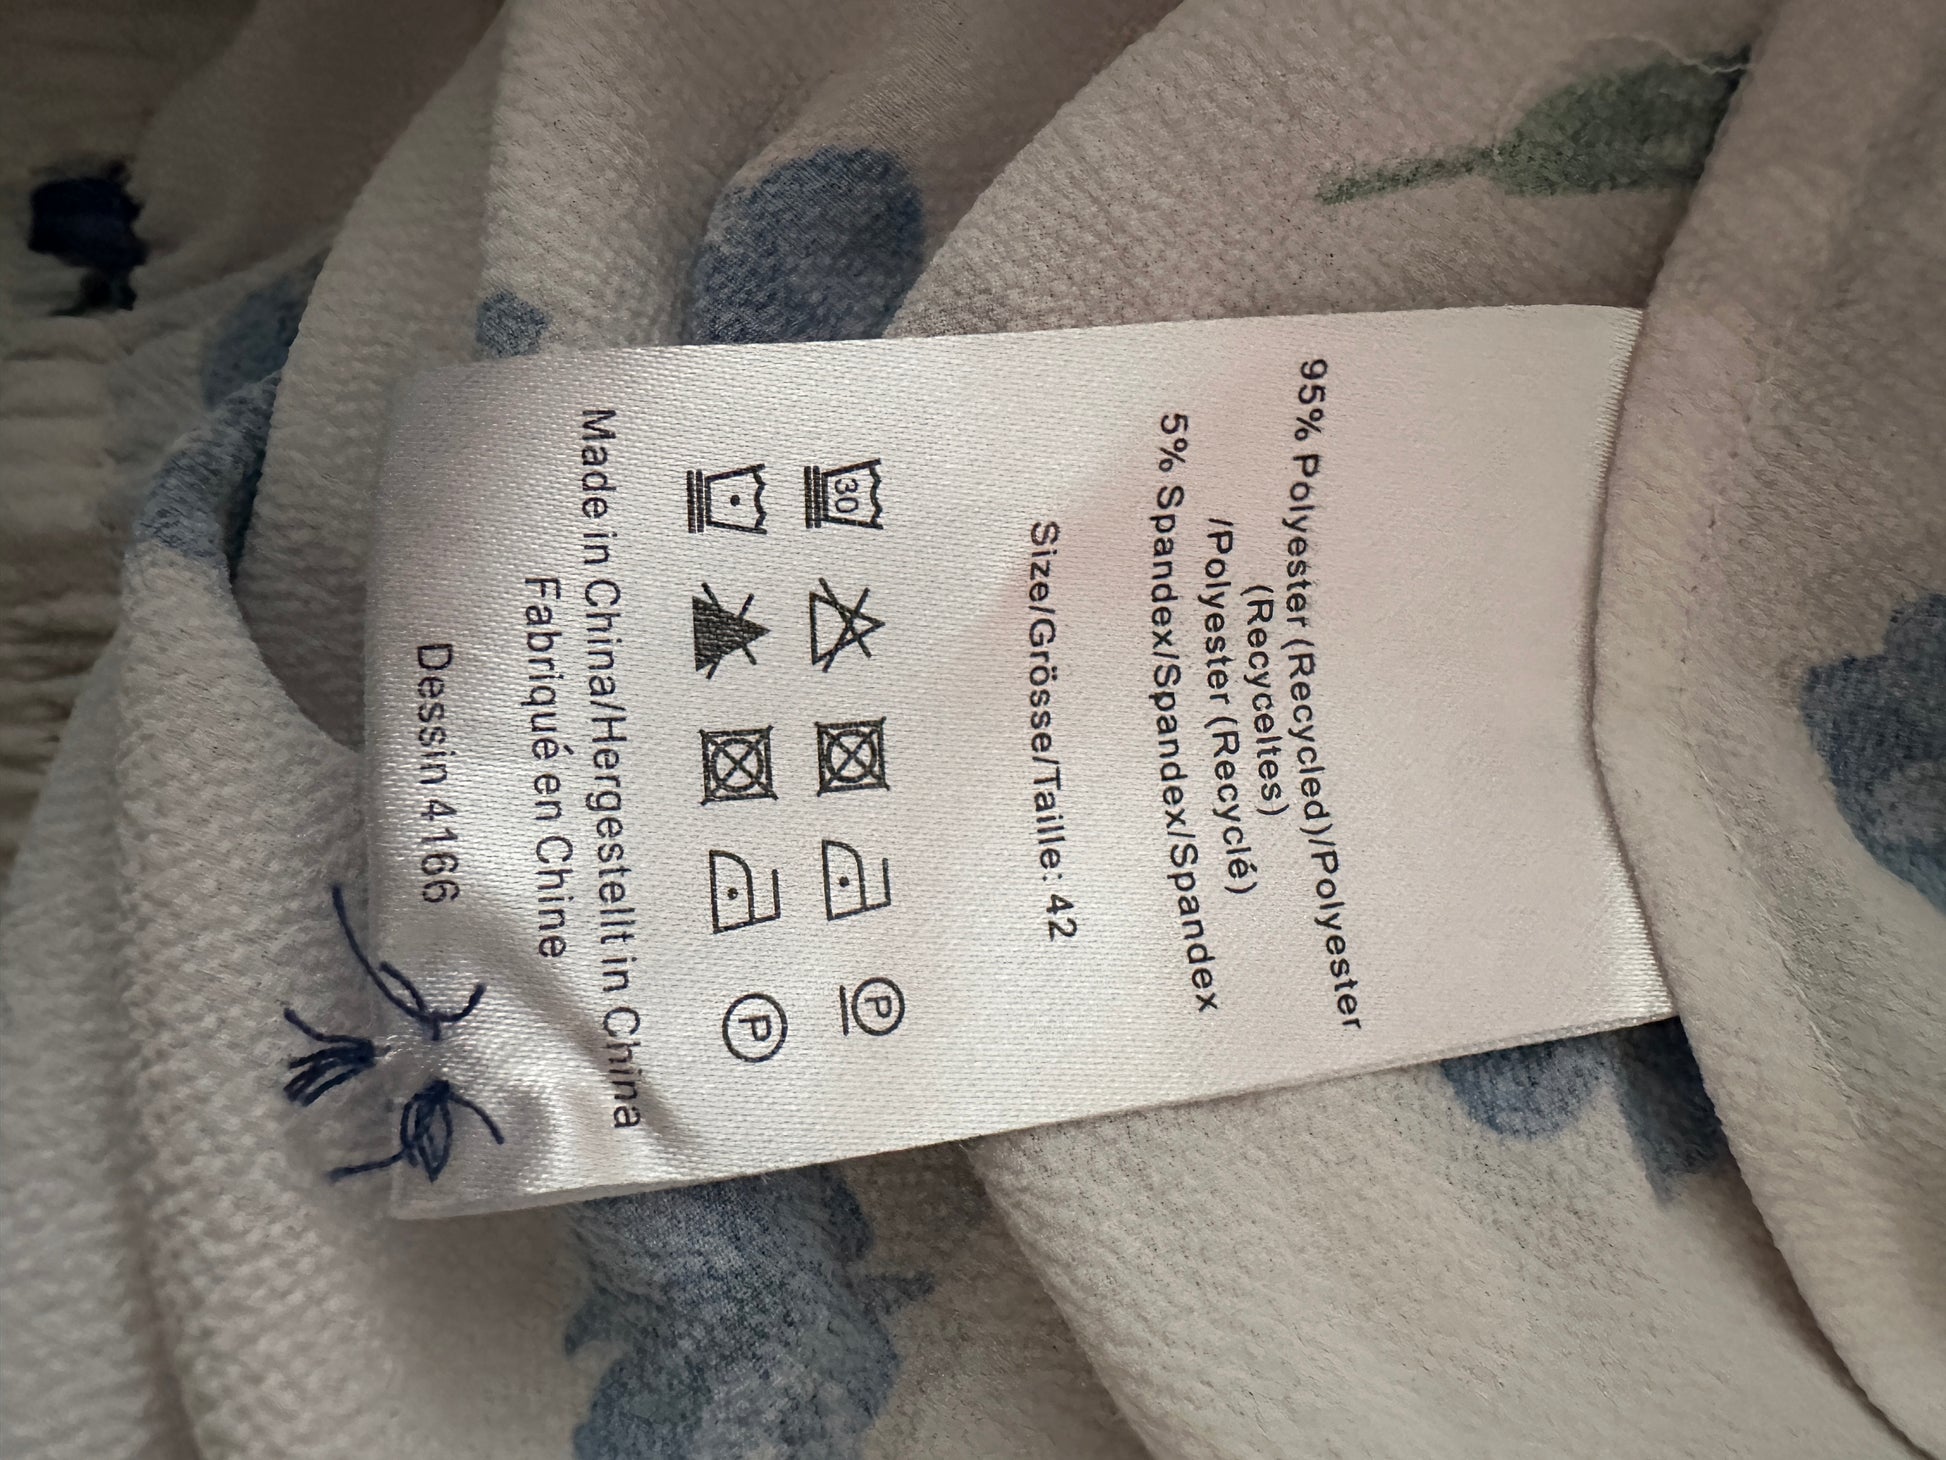 95% Polyester (Recycled)/Polyester
(Recyceltes)
/Polyester (Recyclé)
5% Spandex/Spandex/Spandex
Size/Grösse/Taille: 42
30
P
P
Made in China/Hergestellt in China
Fabriqué en Chine
Dessin 4166